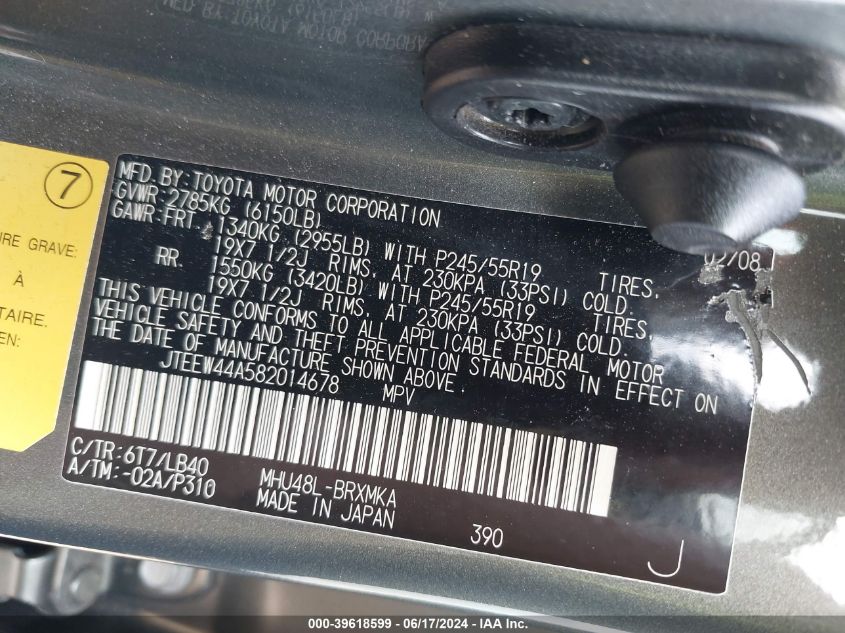 7
URE GRAVE:
À
TAIRE.
EN:
MFD. BY: TOYOTA MOTOR CORPORATION 02/08
GVWR: 2785KG (6150LB)
GAWR: FRT. 1340KG (2955LB) WITH P245/55R19 TIRES,
19X7 1/2J RIMS, AT 230KPA (33PSI) COLD.
RR. 1550KG (3420LB) WITH P245/55R19 TIRES,
19X7 1/2J RIMS, AT 230KPA (33PSI) COLD.
THIS VEHICLE CONFORMS TO ALL APPLICABLE FEDERAL MOTOR
VEHICLE SAFETY AND THEFT PREVENTION STANDARDS IN EFFECT ON
THE DATE OF MANUFACTURE SHOWN ABOVE.
JTEEW44A582014678 MPV
C/TR: 6T7/LB40 MHU48L-BRXMKA
A/TM: -02A/P310 MADE IN JAPAN 390 J
000-39618599 - 06/17/2024 - IAA Inc.